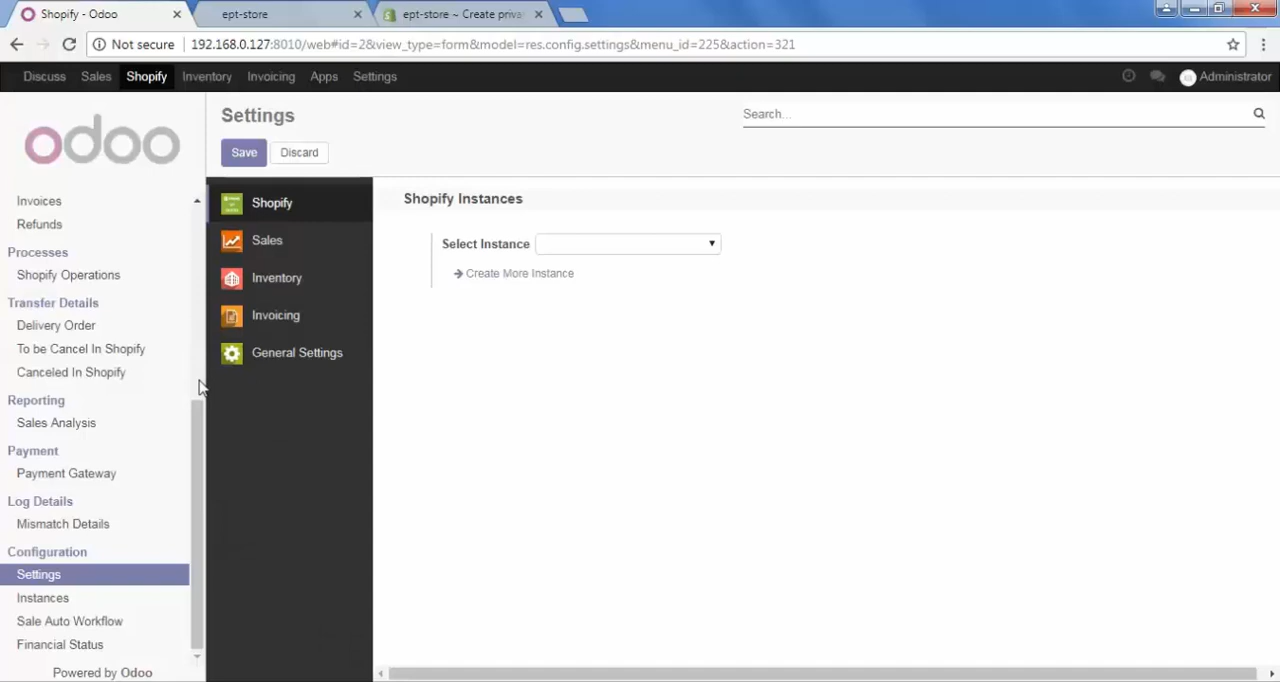 Shopify - Odoo
ept-store
ept-store ~ Create priva
Not secure
192.168.0.127:8010/web#id=2&view_type=form&model=res.config.settings&menu_id=225&action=321
Discuss Sales Shopify Inventory Invoicing Apps Settings
Administrator
odoo
Settings
Search...
Save
Discard
Invoices
Refunds
Processes
Shopify Operations
Transfer Details
Delivery Order
To be Cancel In Shopify
Canceled In Shopify
Reporting
Sales Analysis
Payment
Payment Gateway
Log Details
Mismatch Details
Configuration
Settings
Instances
Sale Auto Workflow
Financial Status
Powered by Odoo
Shopify
Sales
Inventory
Invoicing
General Settings
Shopify Instances
Select Instance
Create More Instance